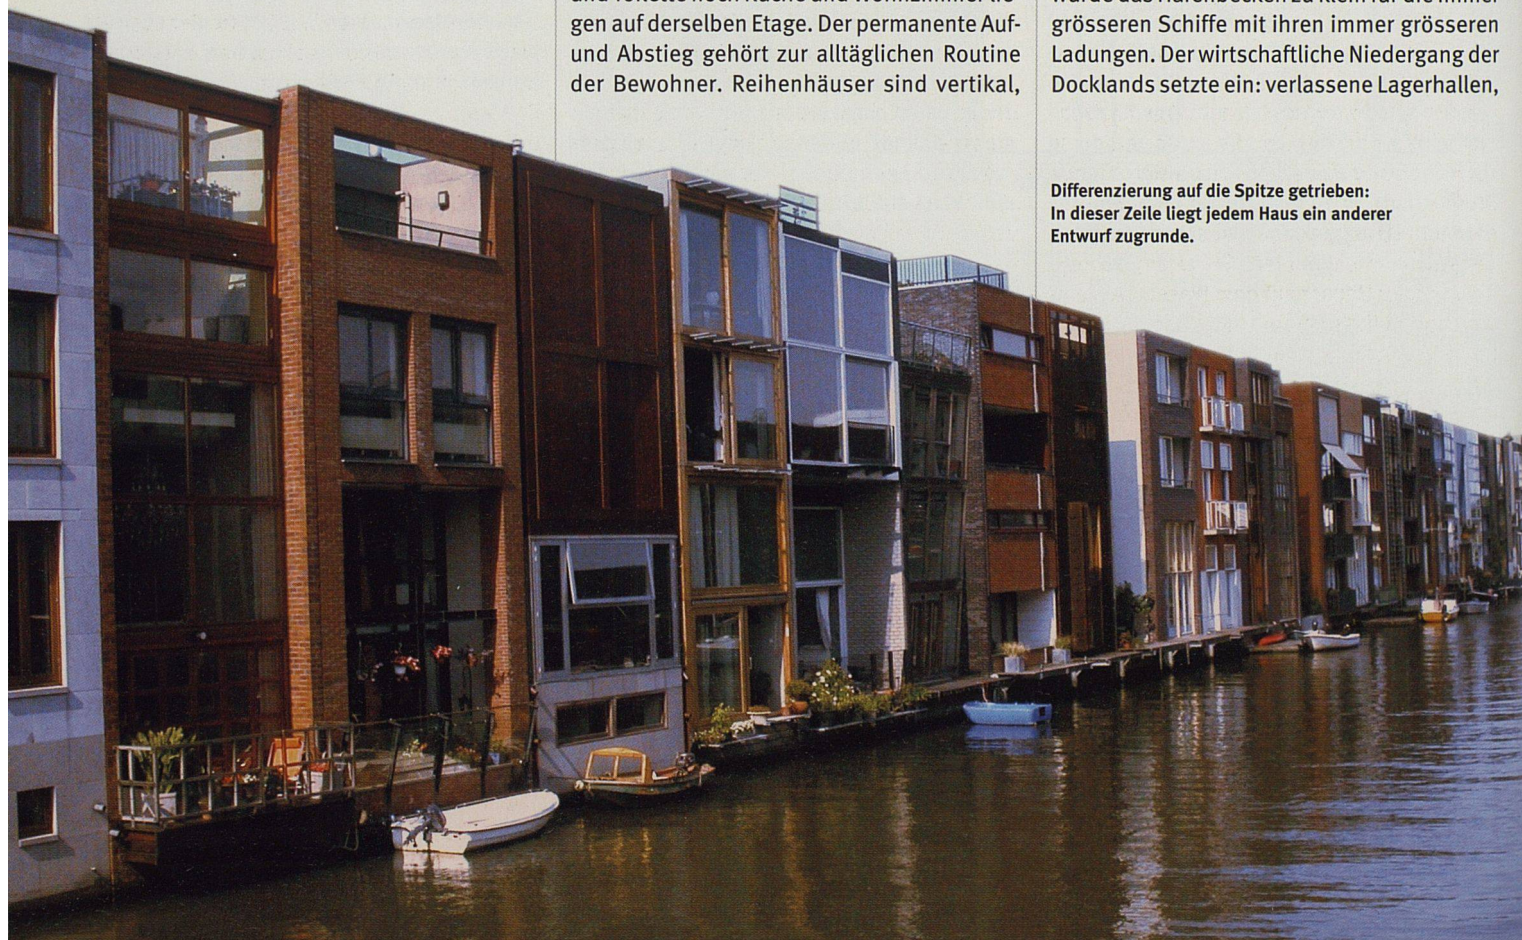 gen auf derselben Etage. Der permanente Auf-
und Abstieg gehört zur alltäglichen Routine
der Bewohner. Reihenhäuser sind vertikal,
grösseren Schiffe mit ihren immer grösseren
Ladungen. Der wirtschaftliche Niedergang der
Docklands setzte ein: verlassene Lagerhallen,
Differenzierung auf die Spitze getrieben:
In dieser Zeile liegt jedem Haus ein anderer
Entwurf zugrunde.